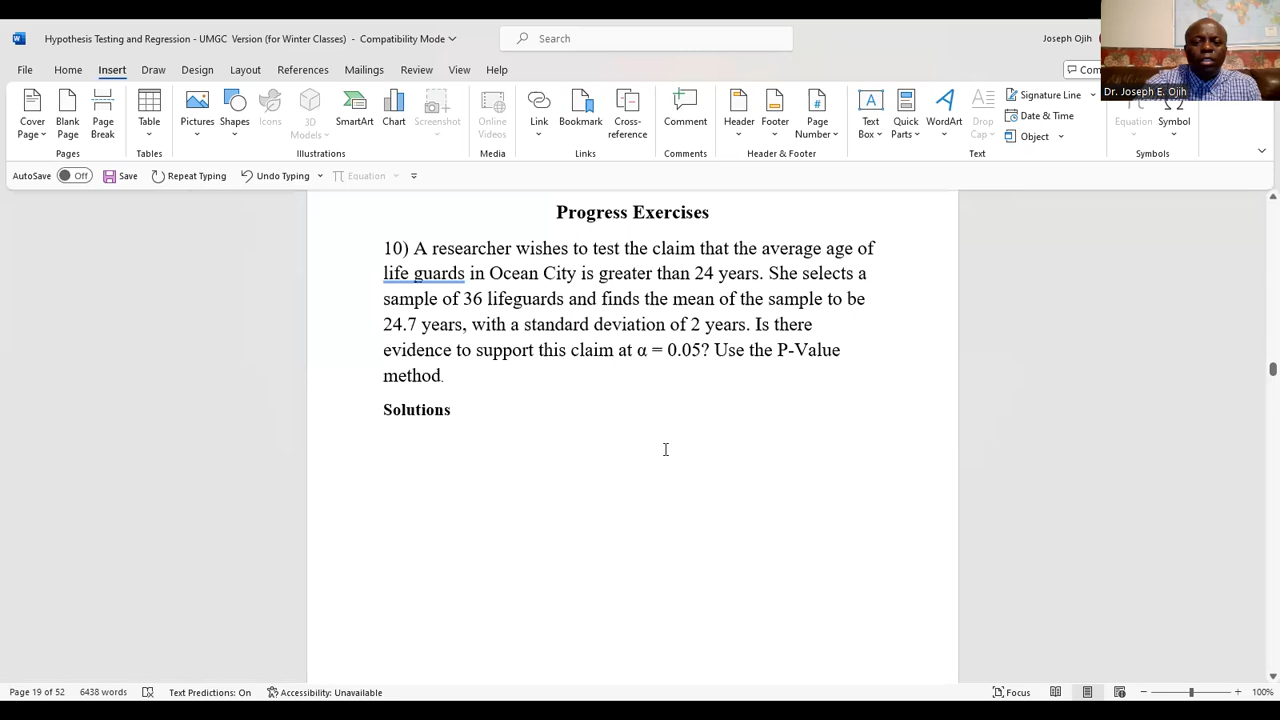 Hypothesis Testing and Regression - UMGC Version (for Winter Classes) - Compatibility Mode
Search
Joseph Ojih
File Home Insert Draw Design Layout References Mailings Review View Help
Com
Dr. Joseph E. Ojih
Cover Page
Blank Page
Page Break
Pages
Table
Tables
Pictures
Shapes
Icons
3D Models
SmartArt
Chart
Screenshot
Illustrations
Online Videos
Media
Link
Bookmark
Cross-reference
Links
Comment
Comments
Header
Footer
Page Number
Header & Footer
Text Box
Quick Parts
WordArt
Drop Cap
Signature Line
Date & Time
Object
Text
Equation
Symbol
Symbols
AutoSave Off Save Repeat Typing Undo Typing Equation
Progress Exercises
10) A researcher wishes to test the claim that the average age of
life guards in Ocean City is greater than 24 years. She selects a
sample of 36 lifeguards and finds the mean of the sample to be
24.7 years, with a standard deviation of 2 years. Is there
evidence to support this claim at α = 0.05? Use the P-Value
method.
Solutions
Page 19 of 52 6438 words Text Predictions: On Accessibility: Unavailable Focus 100%